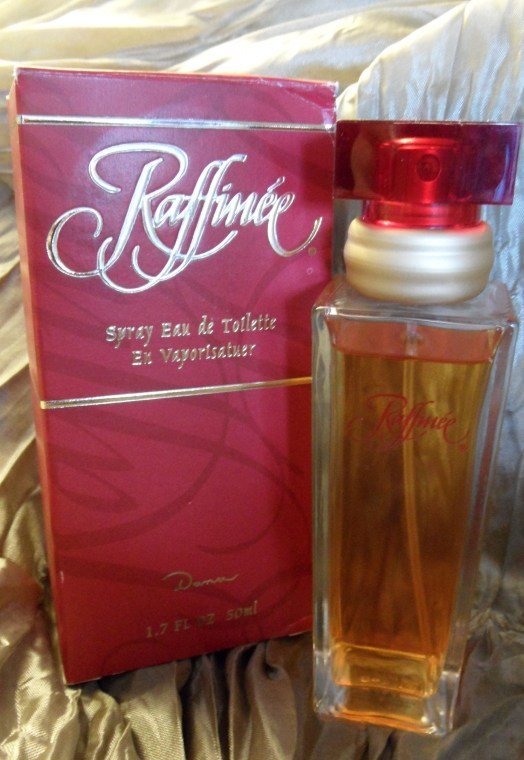 Raffinée
Spray Eau de Toilette
En Vaporisatuer
Dana
1.7 FL OZ 50ml
Raffinée